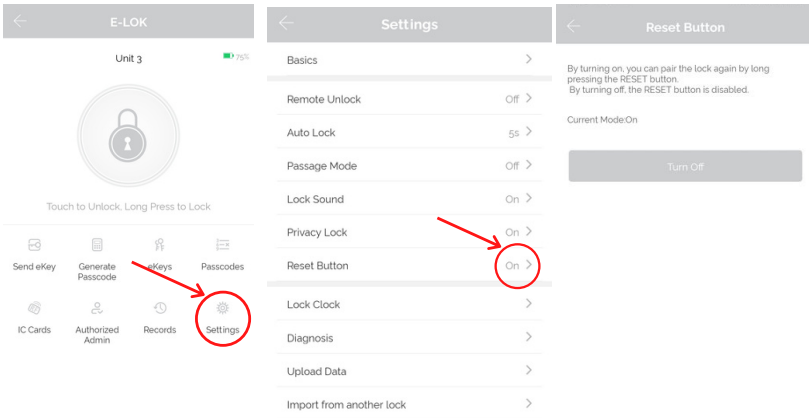 E-LOK
Unit 3
75%
Touch to Unlock, Long Press to Lock
Send eKey
Generate
Passcode
eKeys
Passcodes
IC Cards
Authorized
Admin
Records
Settings
Settings
Basics
Remote Unlock Off
Auto Lock 5s
Passage Mode Off
Lock Sound On
Privacy Lock On
Reset Button On
Lock Clock
Diagnosis
Upload Data
Import from another lock
Reset Button
By turning on, you can pair the lock again by long
pressing the RESET button.
By turning off, the RESET button is disabled.
Current Mode:On
Turn Off